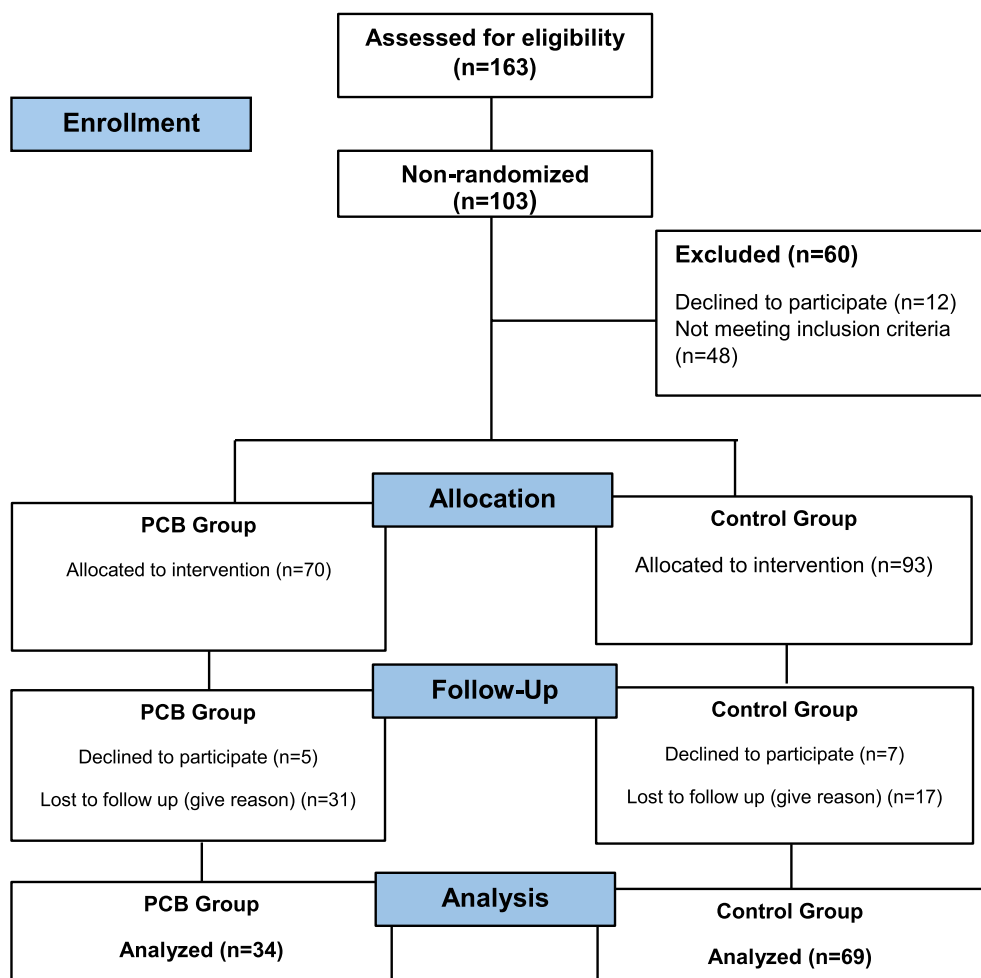 Assessed for eligibility
(n=163)
Enrollment
Non-randomized
(n=103)
Excluded (n=60)
Declined to participate (n=12)
Not meeting inclusion criteria
(n=48)
Allocation
PCB Group
Allocated to intervention (n=70)
Control Group
Allocated to intervention (n=93)
Follow-Up
PCB Group
Declined to participate (n=5)
Lost to follow up (give reason) (n=31)
Control Group
Declined to participate (n=7)
Lost to follow up (give reason) (n=17)
Analysis
PCB Group
Analyzed (n=34)
Control Group
Analyzed (n=69)